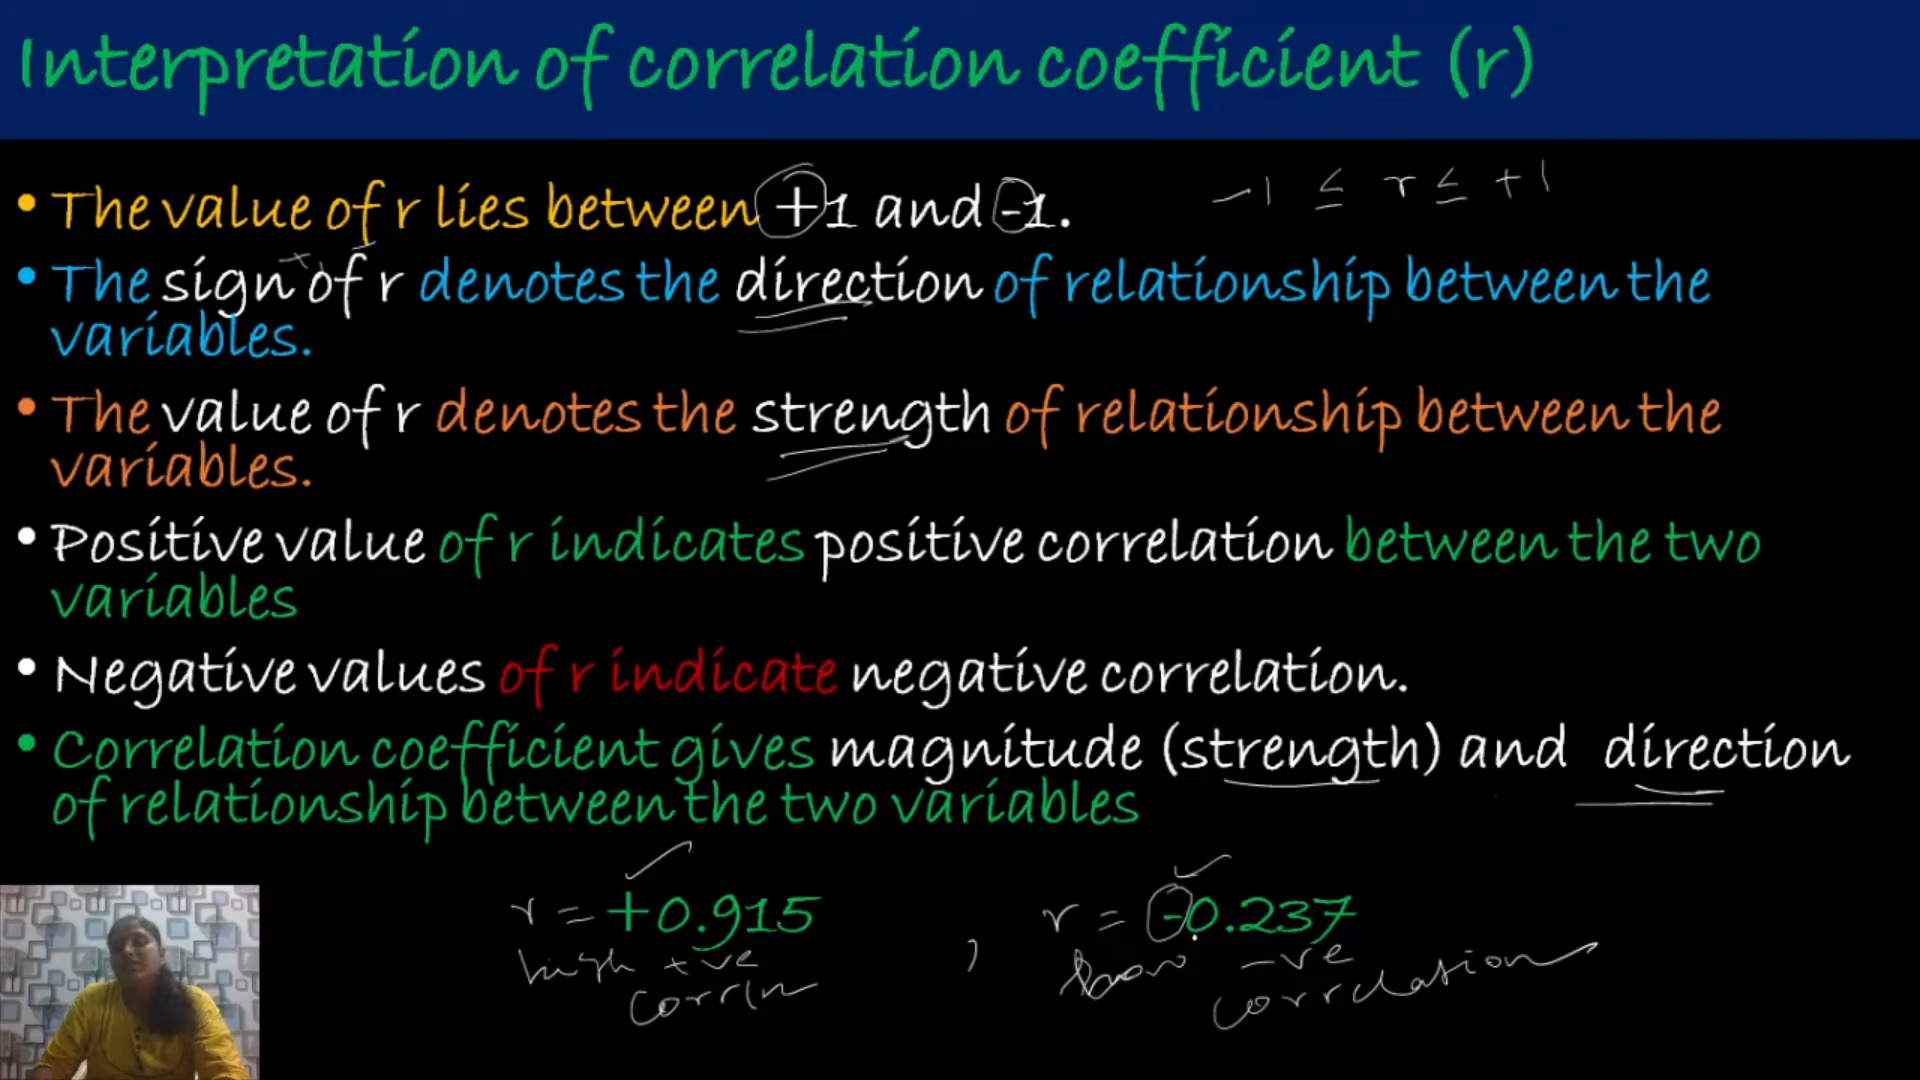 Interpretation of correlation coefficient (r)
• The value of r lies between +1 and -1.
-1 ≤ r ≤ +1
• The sign of r denotes the direction of relationship between the
variables.
• The value of r denotes the strength of relationship between the
variables.
• Positive value of r indicates positive correlation between the two
variables
• Negative values of r indicate negative correlation.
• Correlation coefficient gives magnitude (strength) and direction
of relationship between the two variables
r = +0.915 , r = -0.237
high +ve -ve
correlation